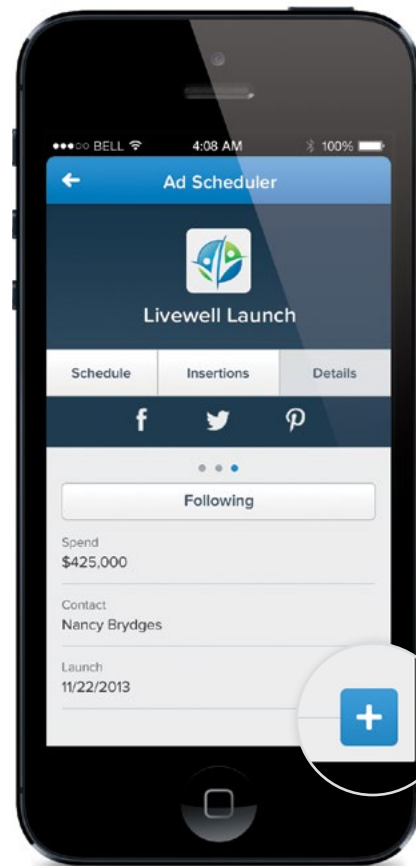 BELL 4:08 AM 100%
Ad Scheduler
Livewell Launch
Schedule Insertions Details
Following
Spend
$425,000
Contact
Nancy Brydges
Launch
11/22/2013